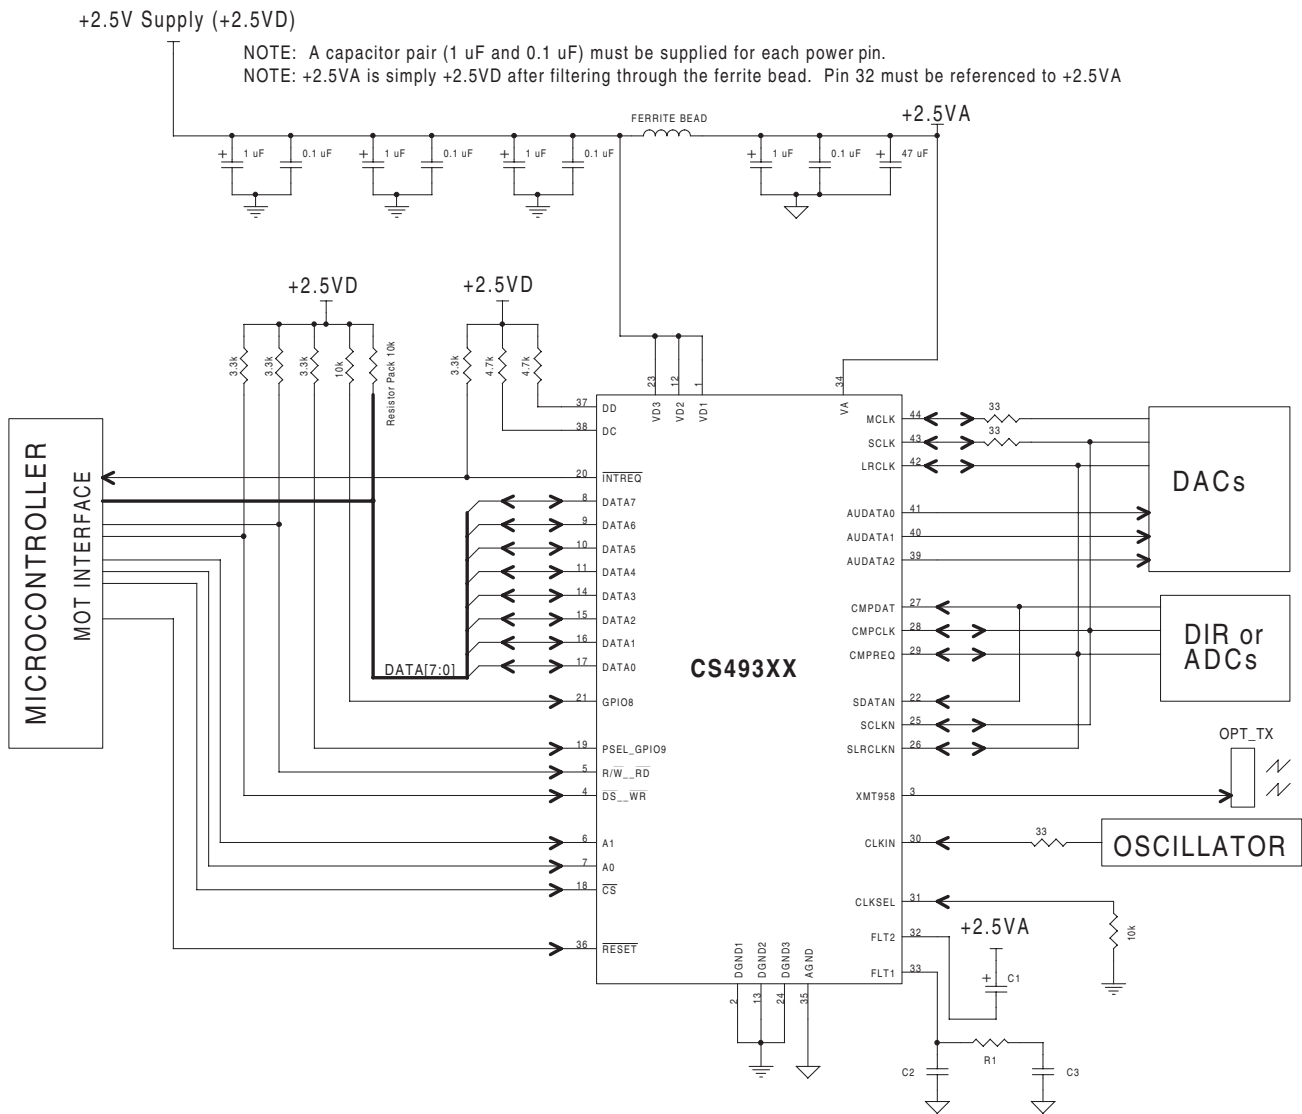 +2.5V Supply (+2.5VD)
NOTE: A capacitor pair (1 uF and 0.1 uF) must be supplied for each power pin.
NOTE: +2.5VA is simply +2.5VD after filtering through the ferrite bead. Pin 32 must be referenced to +2.5VA
FERRITE BEAD
+2.5VA
+ 1 uF
0.1 uF
+ 1 uF
0.1 uF
+ 1 uF
0.1 uF
+ 1 uF
0.1 uF
+ 47 uF
+2.5VD
+2.5VD
3.3k
3.3k
3.3k
10k
Resistor Pack 10k
3.3k
4.7k
4.7k
23
12
1
34
VD3
VD2
VD1
VA
MICROCONTROLLER
MOT INTERFACE
DATA[7:0]
37 DD
38 DC
20 INTREQ
8 DATA7
9 DATA6
10 DATA5
11 DATA4
14 DATA3
15 DATA2
16 DATA1
17 DATA0
21 GPIO8
19 PSEL_GPIO9
5 R/W__RD
4 DS__WR
6 A1
7 A0
18 CS
36 RESET
CS493XX
MCLK 44
33
SCLK 43
33
LRCLK 42
AUDATA0 41
AUDATA1 40
AUDATA2 39
CMPDAT 27
CMPCLK 28
CMPREQ 29
SDATAN 22
SCLKN 25
SLRCLKN 26
XMT958 3
CLKIN 30
33
CLKSEL 31
FLT2 32
FLT1 33
DACs
DIR or
ADCs
OPT_TX
OSCILLATOR
10k
+2.5VA
+ C1
DGND1
DGND2
DGND3
AGND
2
13
24
35
C2
R1
C3